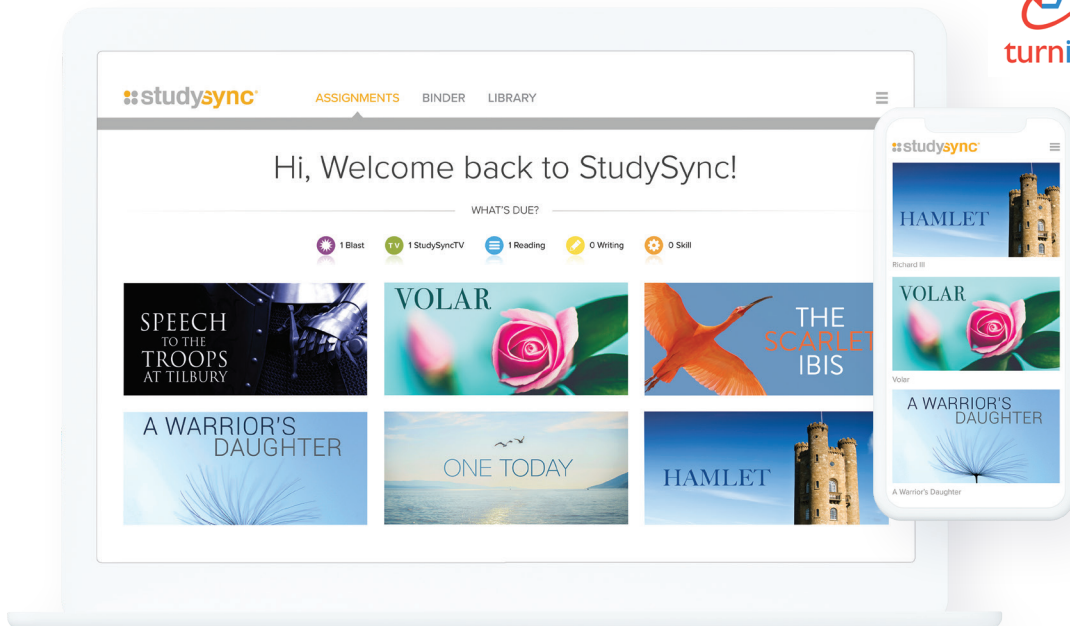 turni
studysync
ASSIGNMENTS BINDER LIBRARY
Hi, Welcome back to StudySync!
WHAT'S DUE?
1 Blast
TV 1 StudySyncTV
1 Reading
0 Writing
0 Skill
SPEECH
TO THE
TROOPS
AT TILBURY
VOLAR
THE
SCARLET
IBIS
A WARRIOR'S
DAUGHTER
ONE TODAY
HAMLET
studysync
HAMLET
Richard III
VOLAR
Volar
A WARRIOR'S
DAUGHTER
A Warrior's Daughter